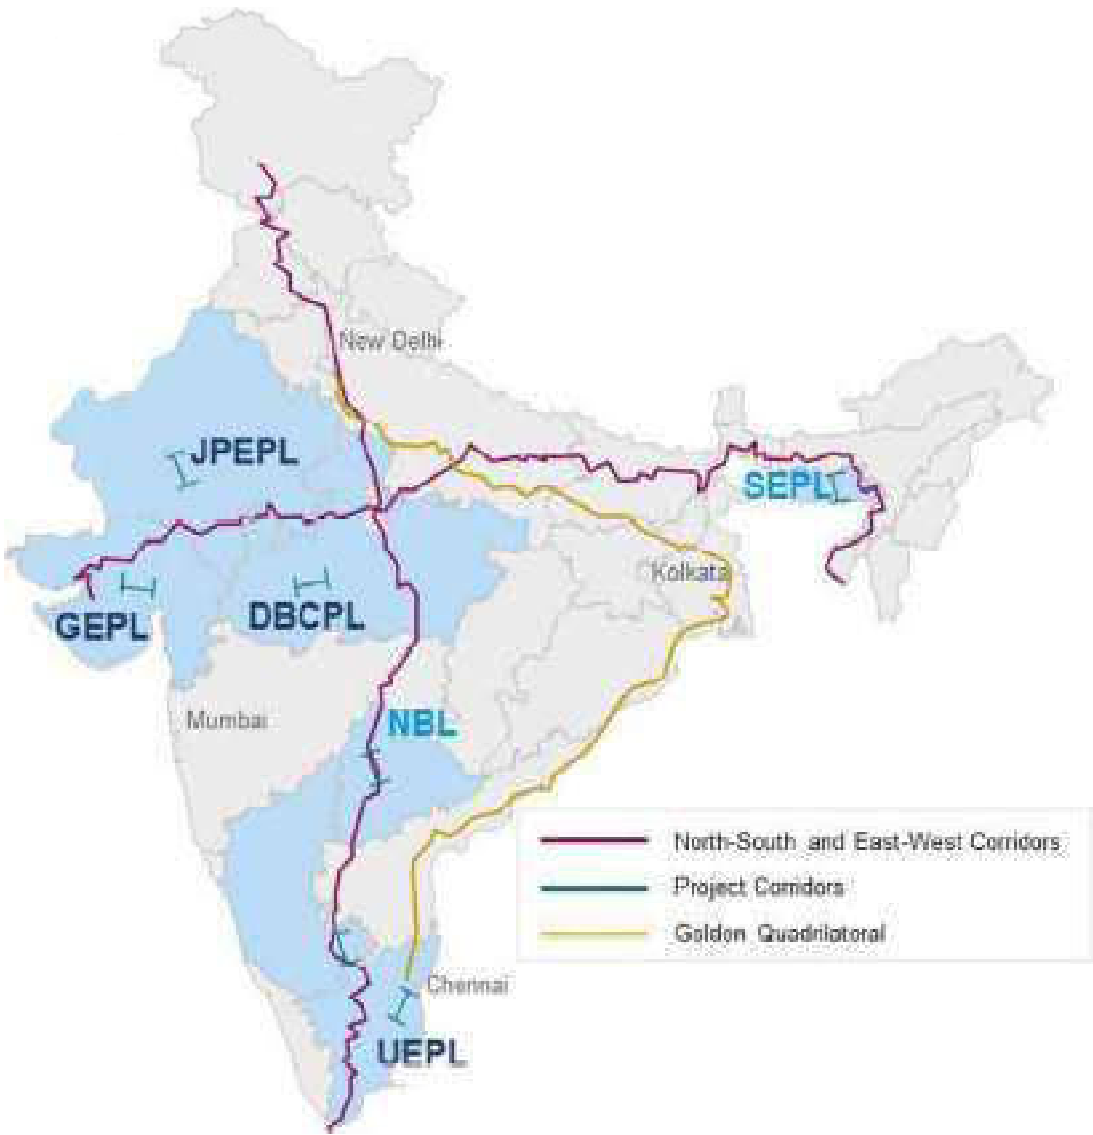 New Delhi
JPEPL
SEPL
Kolkata
GEPL
DBCPL
Mumbai
NBL
North-South and East-West Corridors
Project Corridors
Golden Quadrilateral
Chennai
UEPL